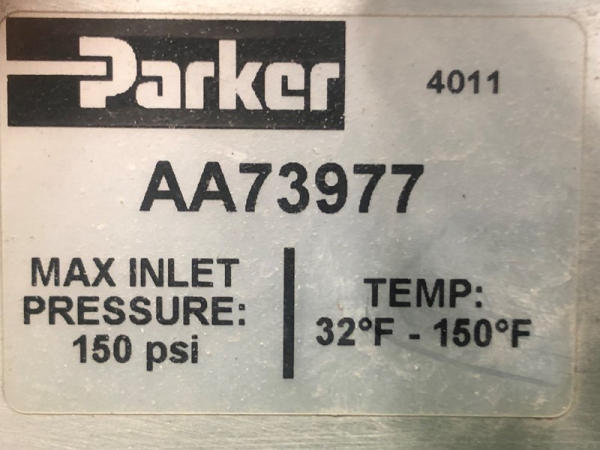 Parker
4011
AA73977
MAX INLET
PRESSURE:
150 psi
TEMP:
32°F - 150°F